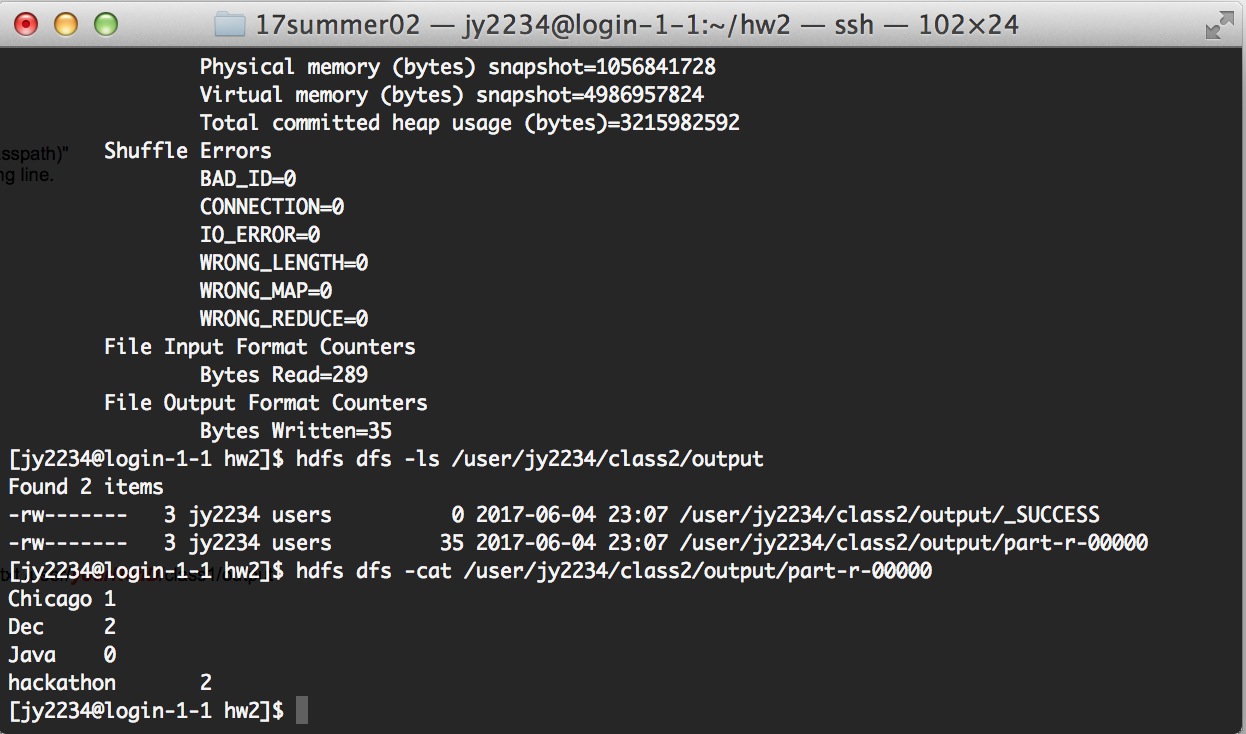 17summer02 — jy2234@login-1-1:~/hw2 — ssh — 102×24
Physical memory (bytes) snapshot=1056841728
Virtual memory (bytes) snapshot=4986957824
Total committed heap usage (bytes)=3215982592
sspath)"
Shuffle Errors
ng line.
BAD_ID=0
CONNECTION=0
IO_ERROR=0
WRONG_LENGTH=0
WRONG_MAP=0
WRONG_REDUCE=0
File Input Format Counters
Bytes Read=289
File Output Format Counters
Bytes Written=35
[jy2234@login-1-1 hw2]$ hdfs dfs -ls /user/jy2234/class2/output
Found 2 items
-rw------- 3 jy2234 users 0 2017-06-04 23:07 /user/jy2234/class2/output/_SUCCESS
-rw------- 3 jy2234 users 35 2017-06-04 23:07 /user/jy2234/class2/output/part-r-00000
[jy2234@login-1-1 hw2]$ hdfs dfs -cat /user/jy2234/class2/output/part-r-00000
Chicago 1
Dec 2
Java 0
hackathon 2
[jy2234@login-1-1 hw2]$